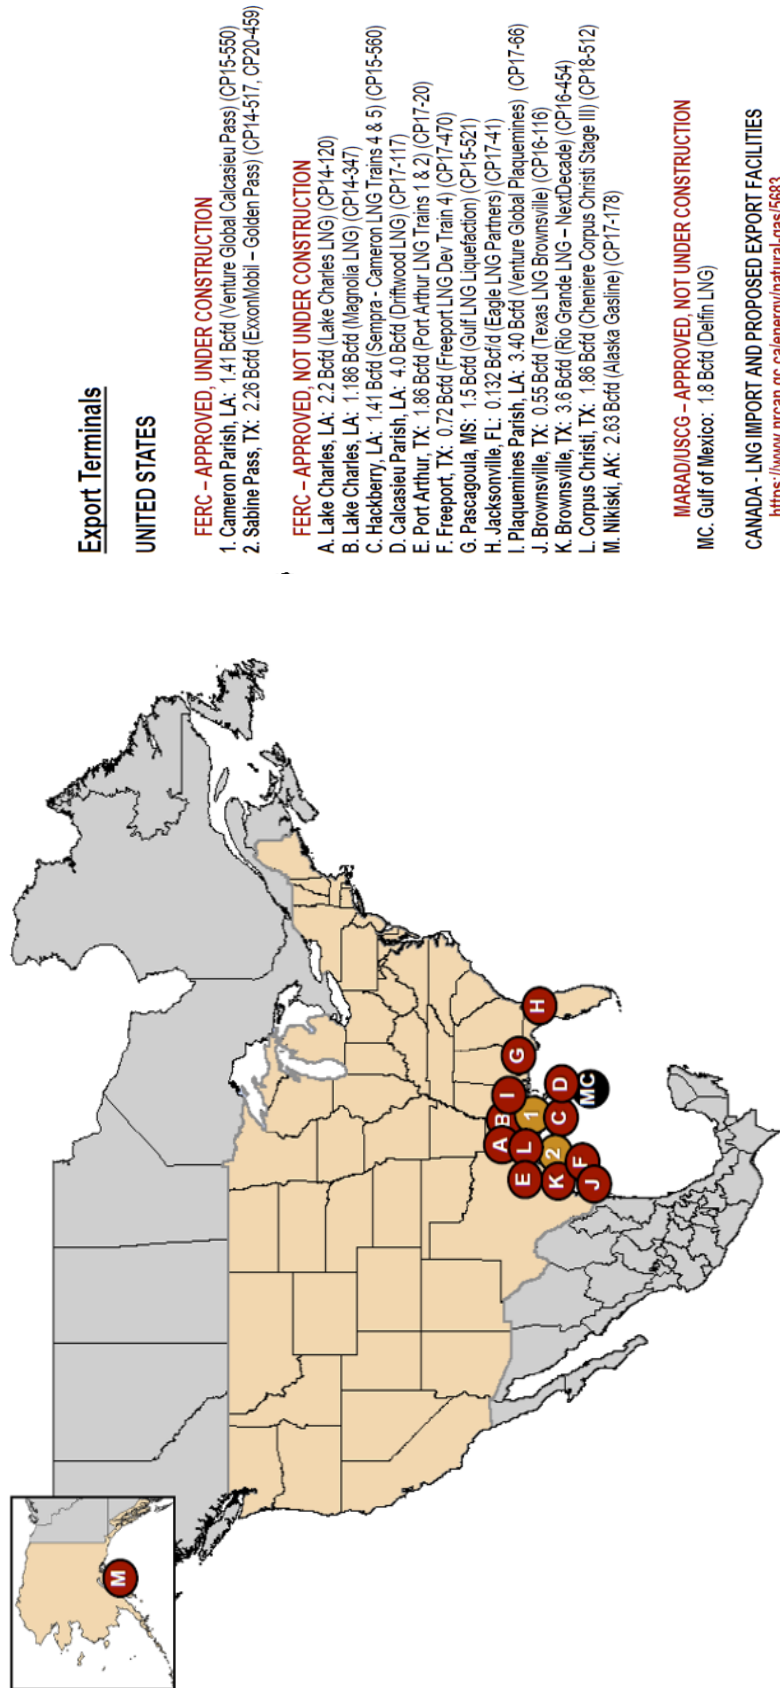 Export Terminals
UNITED STATES
FERC – APPROVED, UNDER CONSTRUCTION
1. Cameron Parish, LA: 1.41 Bcfd (Venture Global Calcasieu Pass) (CP15-550)
2. Sabine Pass, TX: 2.26 Bcfd (ExxonMobil – Golden Pass) (CP14-517, CP20-459)
FERC – APPROVED, NOT UNDER CONSTRUCTION
A. Lake Charles, LA: 2.2 Bcfd (Lake Charles LNG) (CP14-120)
B. Lake Charles, LA: 1.186 Bcfd (Magnolia LNG) (CP14-347)
C. Hackberry, LA: 1.41 Bcfd (Sempra - Cameron LNG Trains 4 & 5) (CP15-560)
D. Calcasieu Parish, LA: 4.0 Bcfd (Driftwood LNG) (CP17-117)
E. Port Arthur, TX: 1.86 Bcfd (Port Arthur LNG Trains 1 & 2) (CP17-20)
F. Freeport, TX: 0.72 Bcfd (Freeport LNG Dev Train 4) (CP17-470)
G. Pascagoula, MS: 1.5 Bcfd (Gulf LNG Liquefaction) (CP15-521)
H. Jacksonville, FL: 0.132 Bcf/d (Eagle LNG Partners) (CP17-41)
I. Plaquemines Parish, LA: 3.40 Bcfd (Venture Global Plaquemines) (CP17-66)
J. Brownsville, TX: 0.55 Bcfd (Texas LNG Brownsville) (CP16-116)
K. Brownsville, TX: 3.6 Bcfd (Rio Grande LNG – NextDecade) (CP16-454)
L. Corpus Christi, TX: 1.86 Bcfd (Cheniere Corpus Christi Stage III) (CP18-512)
M. Nikiski, AK: 2.63 Bcfd (Alaska Gasline) (CP17-178)
MARAD/USCG – APPROVED, NOT UNDER CONSTRUCTION
MC. Gulf of Mexico: 1.8 Bcfd (Delfin LNG)
CANADA - LNG IMPORT AND PROPOSED EXPORT FACILITIES
https://www.nrcan.gc.ca/energy/natural-gas/5683
M
A
B
I
G
H
E
L
1
D
K
2
C
MC
F
J